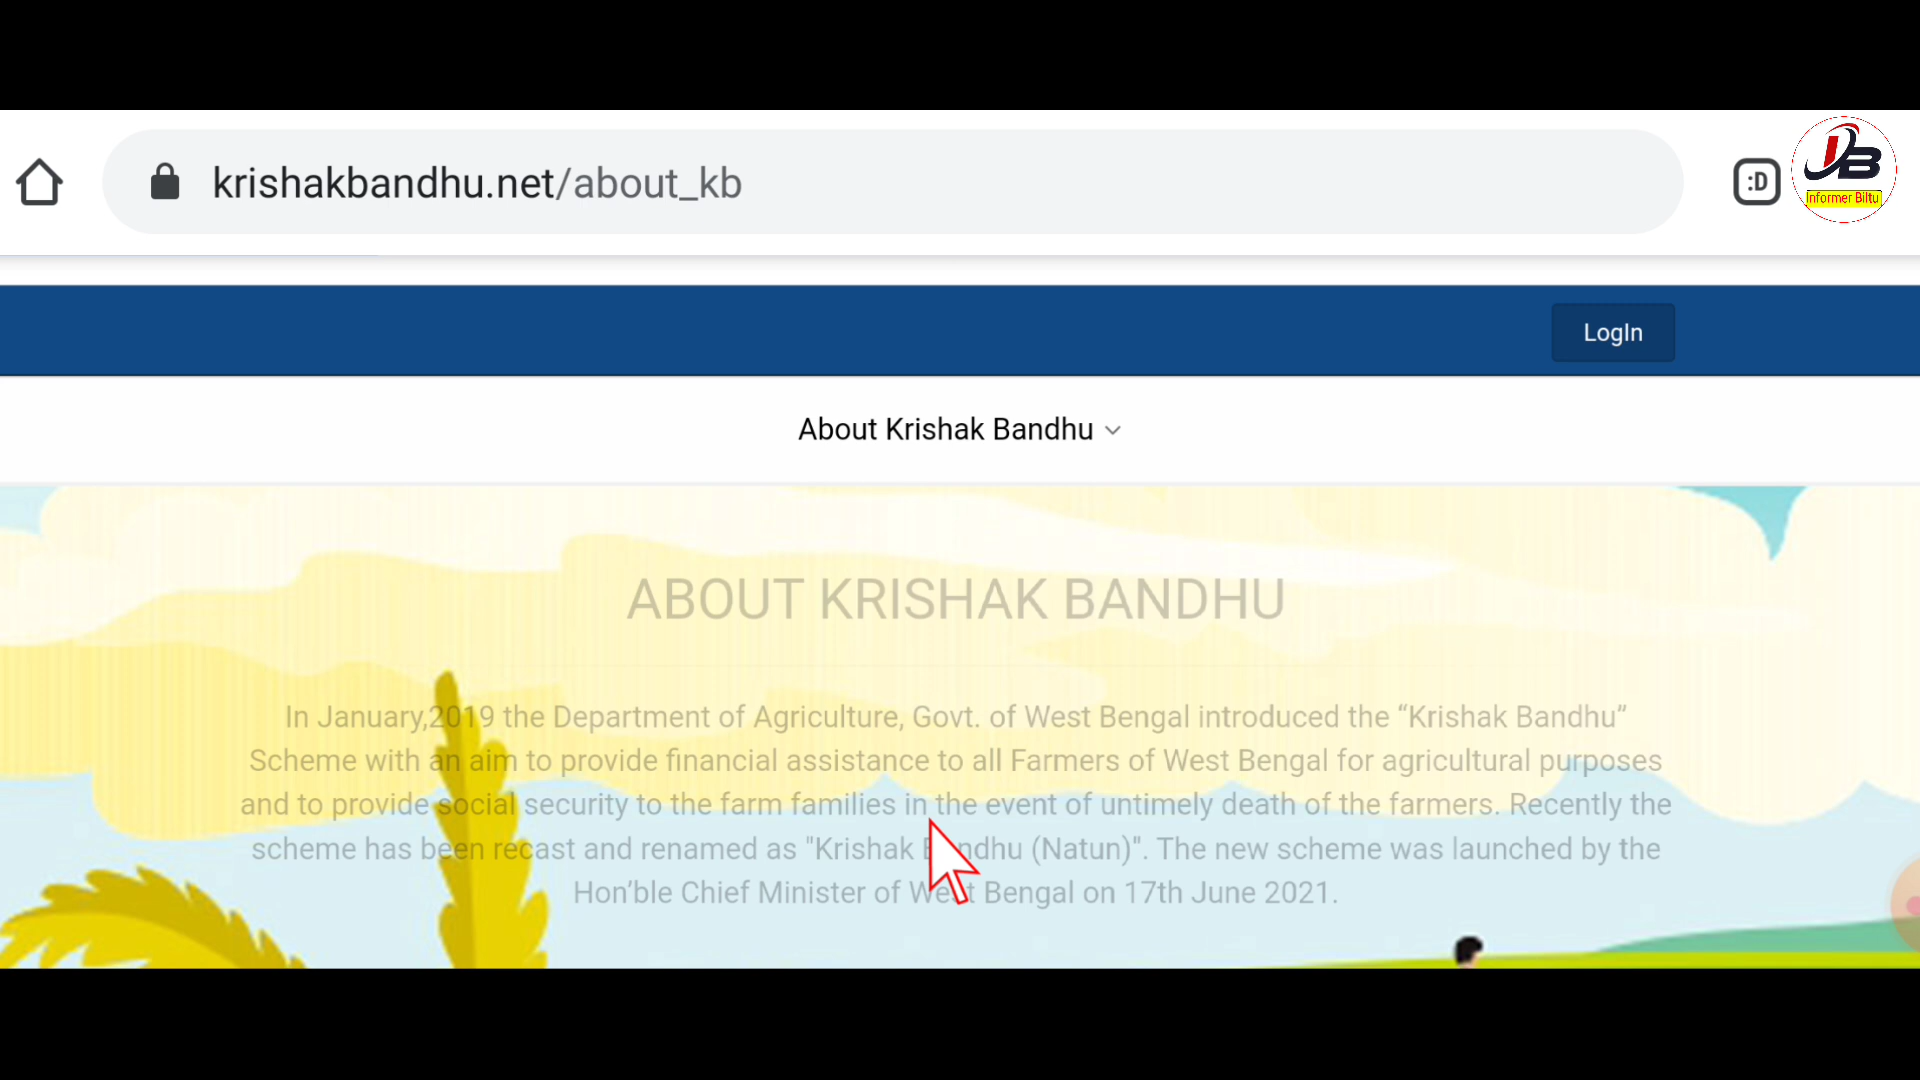 krishakbandhu.net/about_kb
:D
Informer Biltu
LogIn
About Krishak Bandhu
ABOUT KRISHAK BANDHU
In January,2019 the Department of Agriculture, Govt. of West Bengal introduced the “Krishak Bandhu”
Scheme with an aim to provide financial assistance to all Farmers of West Bengal for agricultural purposes
and to provide social security to the farm families in the event of untimely death of the farmers. Recently the
scheme has been recast and renamed as "Krishak Bandhu (Natun)". The new scheme was launched by the
Hon’ble Chief Minister of West Bengal on 17th June 2021.